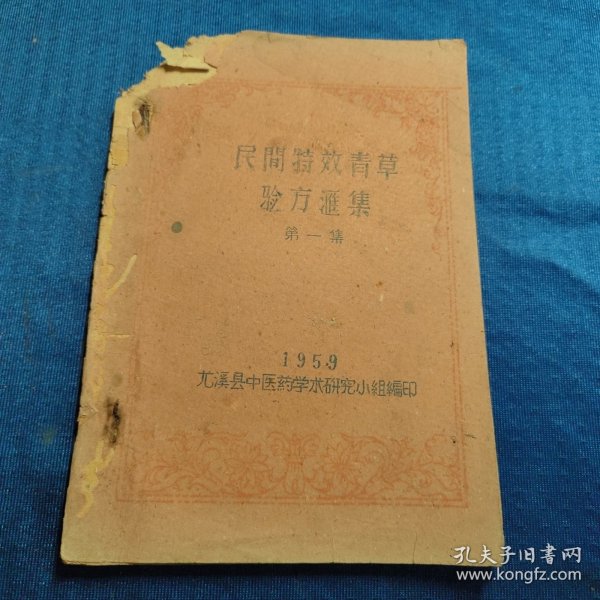 民間特效青草
验方滙集
第一集
1959
尤溪县中医药学术研究小組編印
孔夫子旧書网
www.kongfz.com